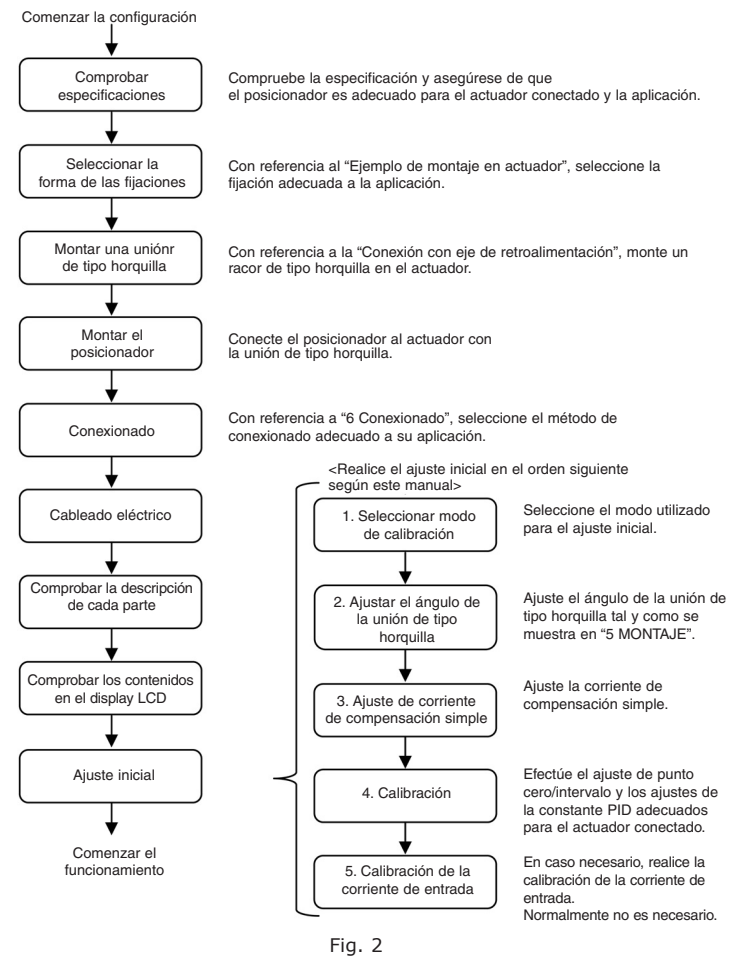 Comenzar la configuración
Comprobar
especificaciones
Compruebe la especificación y asegúrese de que
el posicionador es adecuado para el actuador conectado y la aplicación.
Seleccionar la
forma de las fijaciones
Con referencia al “Ejemplo de montaje en actuador”, seleccione la
fijación adecuada a la aplicación.
Montar una uniónr
de tipo horquilla
Con referencia a la “Conexión con eje de retroalimentación”, monte un
racor de tipo horquilla en el actuador.
Montar el
posicionador
Conecte el posicionador al actuador con
la unión de tipo horquilla.
Conexionado
Con referencia a “6 Conexionado”, seleccione el método de
conexionado adecuado a su aplicación.
Cableado eléctrico
Comprobar la descripción
de cada parte
Comprobar los contenidos
en el display LCD
Ajuste inicial
Comenzar el
funcionamiento
<Realice el ajuste inicial en el orden siguiente
según este manual>
1. Seleccionar modo
de calibración
Seleccione el modo utilizado
para el ajuste inicial.
2. Ajustar el ángulo de
la unión de tipo
horquilla
Ajuste el ángulo de la unión de
tipo horquilla tal y como se
muestra en “5 MONTAJE”.
3. Ajuste de corriente
de compensación simple
Ajuste la corriente de
compensación simple.
4. Calibración
Efectúe el ajuste de punto
cero/intervalo y los ajustes de
la constante PID adecuados
para el actuador conectado.
5. Calibración de la
corriente de entrada
En caso necesario, realice la
calibración de la corriente de
entrada.
Normalmente no es necesario.
Fig. 2